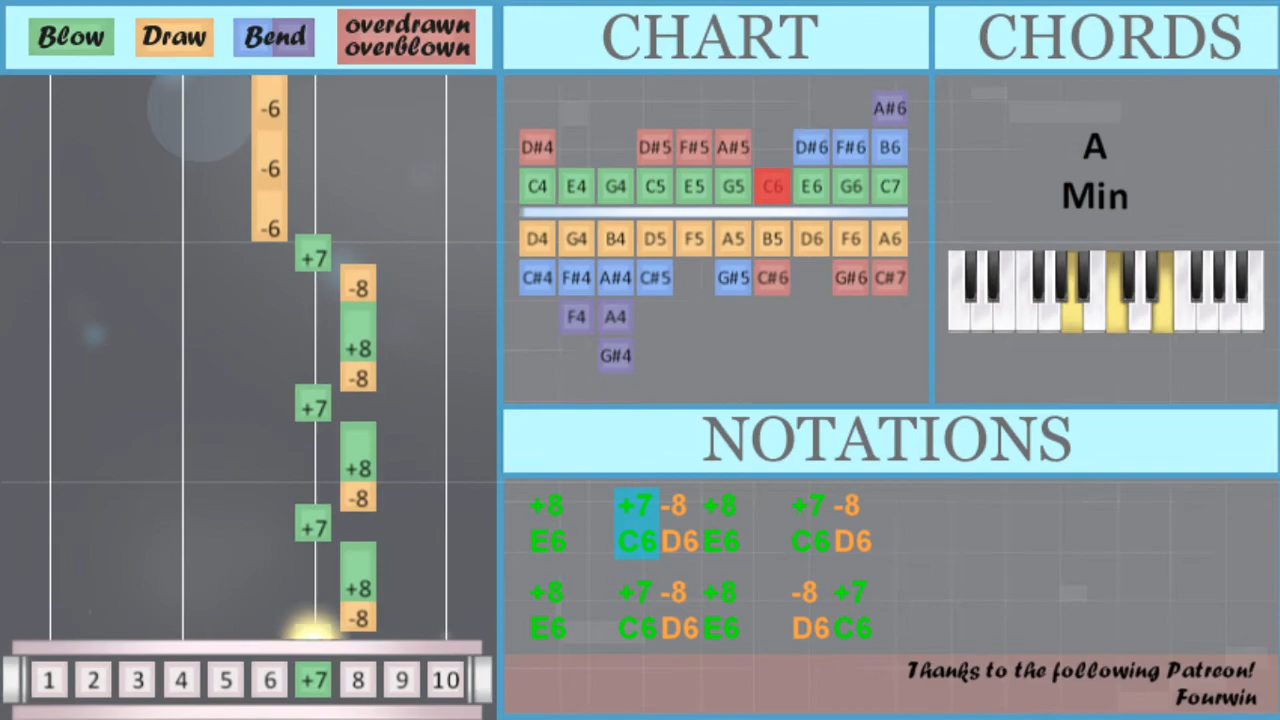 Blow Draw Bend overdrawn
overblown
-6
-6
-6
+7
-8
+8
-8
+7
+8
-8
+7
+8
-8
1 2 3 4 5 6 +7 8 9 10
CHART
A#6
D#4 D#5 F#5 A#5 D#6 F#6 B6
C4 E4 G4 C5 E5 G5 C6 E6 G6 C7
D4 G4 B4 D5 F5 A5 B5 D6 F6 A6
C#4 F#4 A#4 C#5 G#5 C#6 G#6 C#7
F4 A4
G#4
CHORDS
A
Min
NOTATIONS
+8 +7 -8 +8 +7 -8
E6 C6 D6 E6 C6 D6
+8 +7 -8 +8 -8 +7
E6 C6 D6 E6 D6 C6
Thanks to the following Patreon!
Fourwin